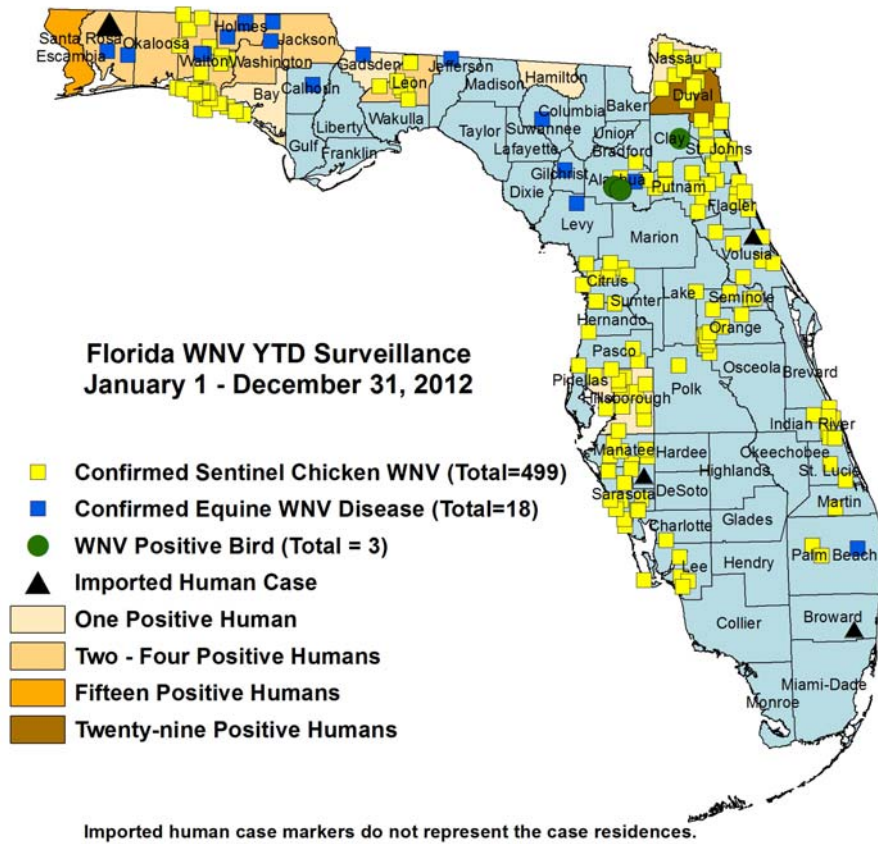 Holmes
Santa Rosa
Okaloosa
Jackson
Escambia
Walton
Washington
Gadsden
Jefferson
Nassau
Bay
Calhoun
Leon
Madison
Hamilton
Duval
Liberty
Wakulla
Columbia
Baker
Gulf
Franklin
Taylor
Suwannee
Lafayette
Union
Bradford
Clay
St. Johns
Gilchrist
Dixie
Alachua
Putnam
Flagler
Levy
Marion
Volusia
Citrus
Sumter
Lake
Seminole
Hernando
Orange
Florida WNV YTD Surveillance
January 1 - December 31, 2012
Pasco
Osceola
Brevard
Pinellas
Hillsborough
Polk
Indian River
Manatee
Hardee
Okeechobee
Highlands
St. Lucie
Sarasota
DeSoto
Martin
Charlotte
Glades
Lee
Hendry
Palm Beach
Collier
Broward
Miami-Dade
Monroe
Confirmed Sentinel Chicken WNV (Total=499)
Confirmed Equine WNV Disease (Total=18)
WNV Positive Bird (Total = 3)
Imported Human Case
One Positive Human
Two - Four Positive Humans
Fifteen Positive Humans
Twenty-nine Positive Humans
Imported human case markers do not represent the case residences.